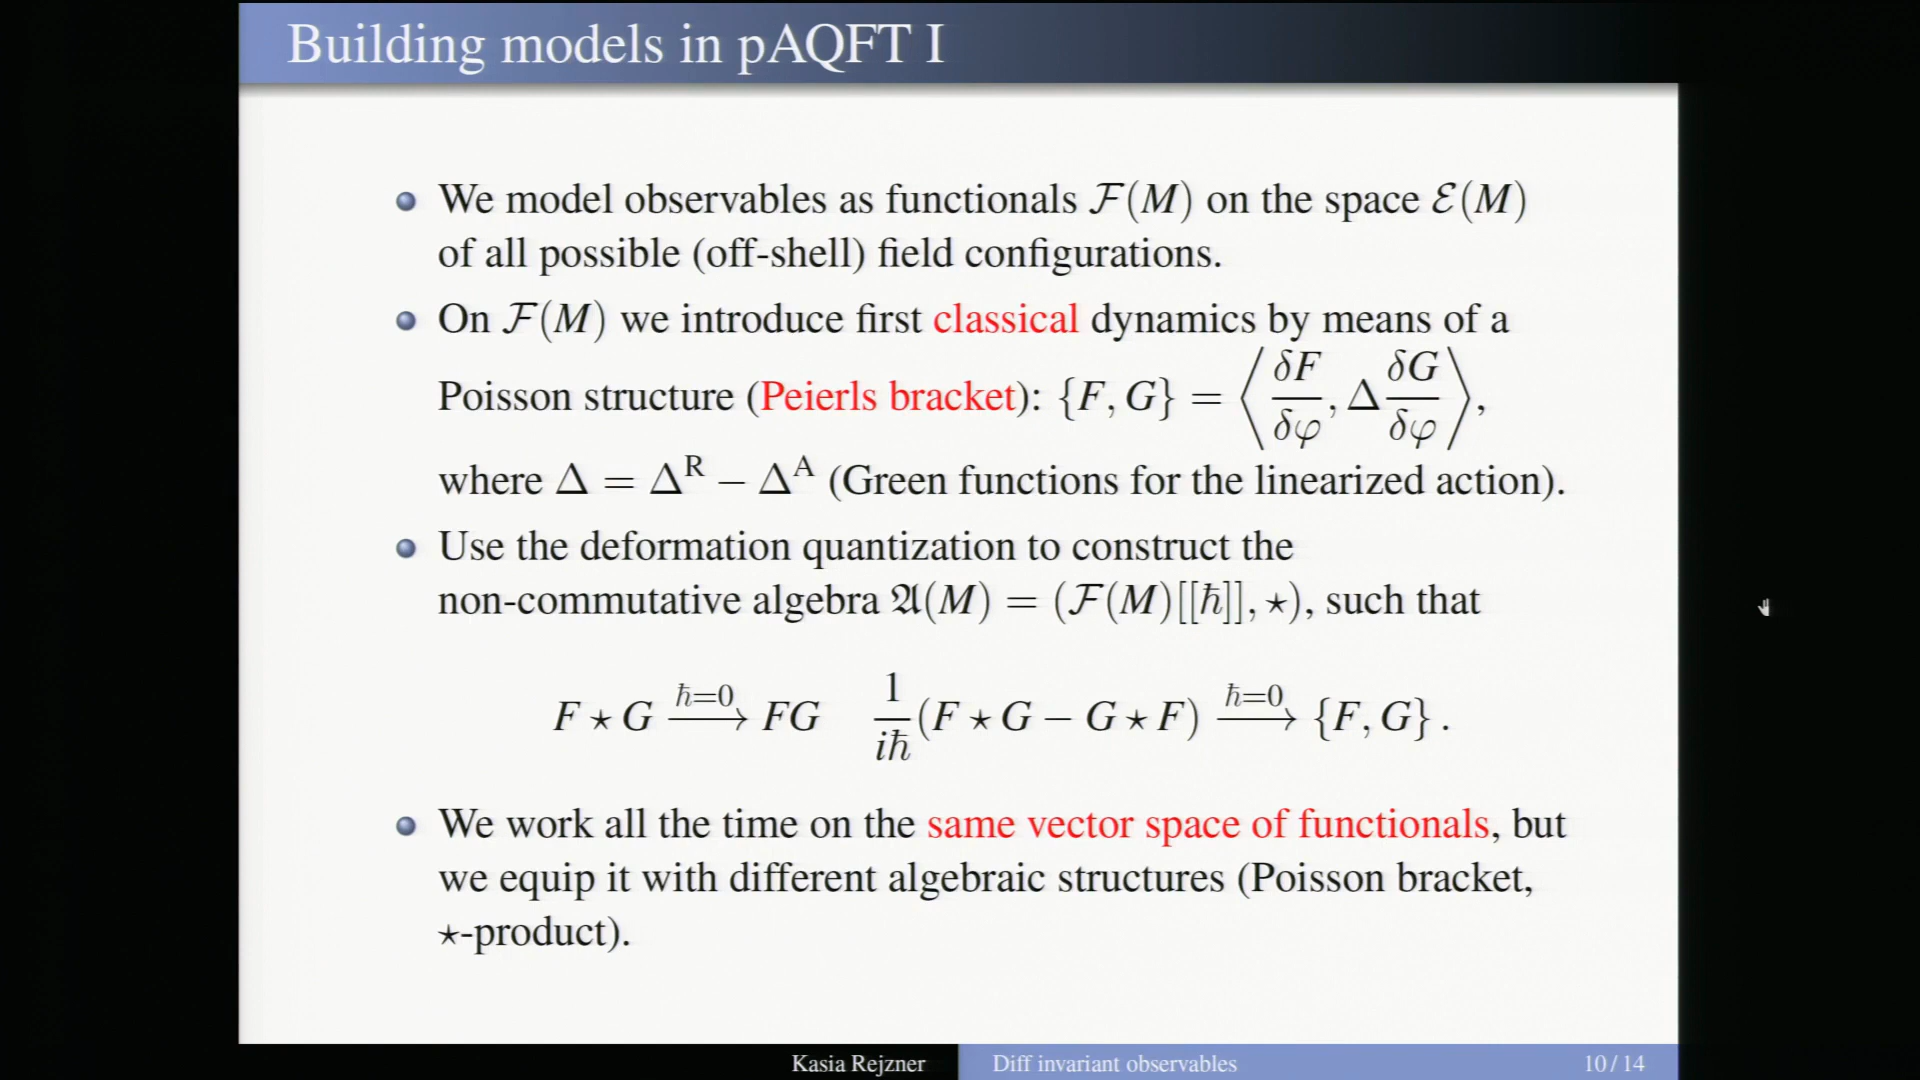 Building models in pAQFT I
We model observables as functionals ℱ(M) on the space ℰ(M)
of all possible (off-shell) field configurations.
On ℱ(M) we introduce first classical dynamics by means of a
Poisson structure (Peierls bracket): {F, G} = ⟨δF/δφ, Δ δG/δφ⟩,
where Δ = Δ^R − Δ^A (Green functions for the linearized action).
Use the deformation quantization to construct the
non-commutative algebra 𝔄(M) = (ℱ(M)[[ħ]], ⋆), such that
F ⋆ G —ħ=0→ FG   1/iħ (F ⋆ G − G ⋆ F) —ħ=0→ {F, G} .
We work all the time on the same vector space of functionals, but
we equip it with different algebraic structures (Poisson bracket,
⋆-product).
Kasia Rejzner
Diff invariant observables
10 / 14